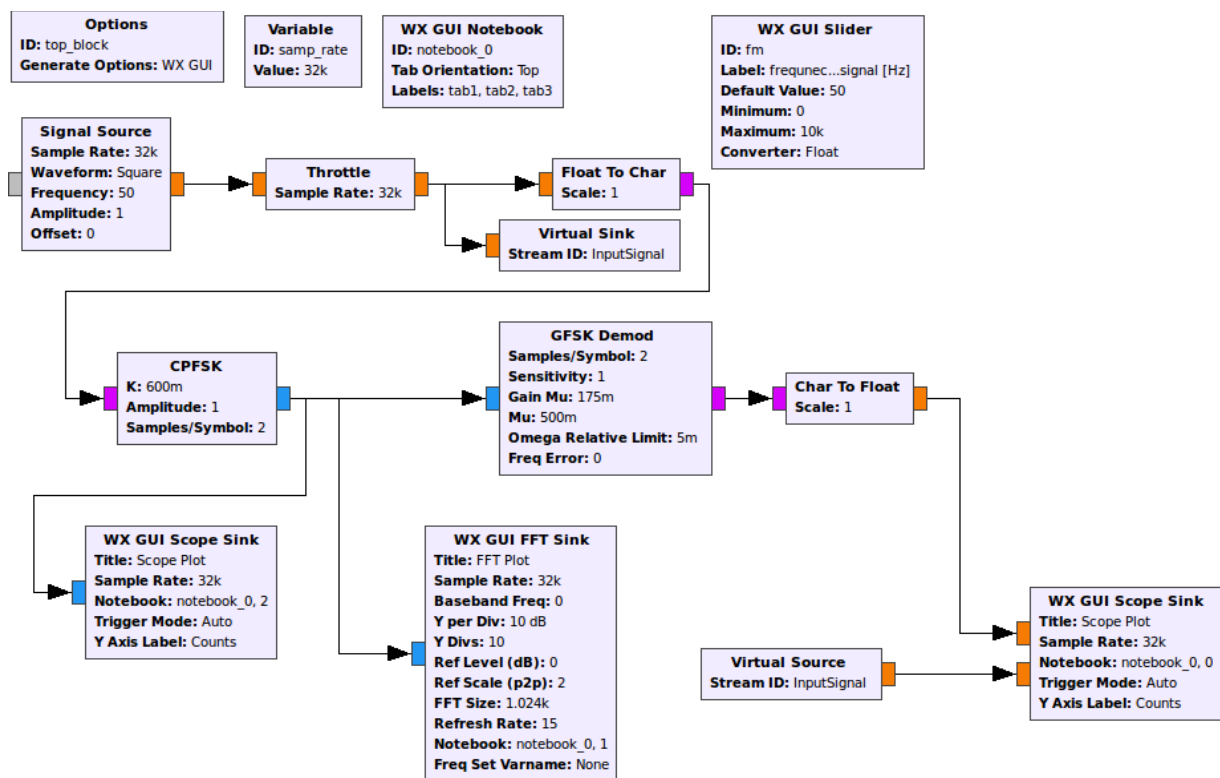 Options
ID: top_block
Generate Options: WX GUI
Variable
ID: samp_rate
Value: 32k
WX GUI Notebook
ID: notebook_0
Tab Orientation: Top
Labels: tab1, tab2, tab3
WX GUI Slider
ID: fm
Label: frequnec...signal [Hz]
Default Value: 50
Minimum: 0
Maximum: 10k
Converter: Float
Signal Source
Sample Rate: 32k
Waveform: Square
Frequency: 50
Amplitude: 1
Offset: 0
Throttle
Sample Rate: 32k
Float To Char
Scale: 1
Virtual Sink
Stream ID: InputSignal
CPFSK
K: 600m
Amplitude: 1
Samples/Symbol: 2
GFSK Demod
Samples/Symbol: 2
Sensitivity: 1
Gain Mu: 175m
Mu: 500m
Omega Relative Limit: 5m
Freq Error: 0
Char To Float
Scale: 1
WX GUI Scope Sink
Title: Scope Plot
Sample Rate: 32k
Notebook: notebook_0, 2
Trigger Mode: Auto
Y Axis Label: Counts
WX GUI FFT Sink
Title: FFT Plot
Sample Rate: 32k
Baseband Freq: 0
Y per Div: 10 dB
Y Divs: 10
Ref Level (dB): 0
Ref Scale (p2p): 2
FFT Size: 1.024k
Refresh Rate: 15
Notebook: notebook_0, 1
Freq Set Varname: None
Virtual Source
Stream ID: InputSignal
WX GUI Scope Sink
Title: Scope Plot
Sample Rate: 32k
Notebook: notebook_0, 0
Trigger Mode: Auto
Y Axis Label: Counts